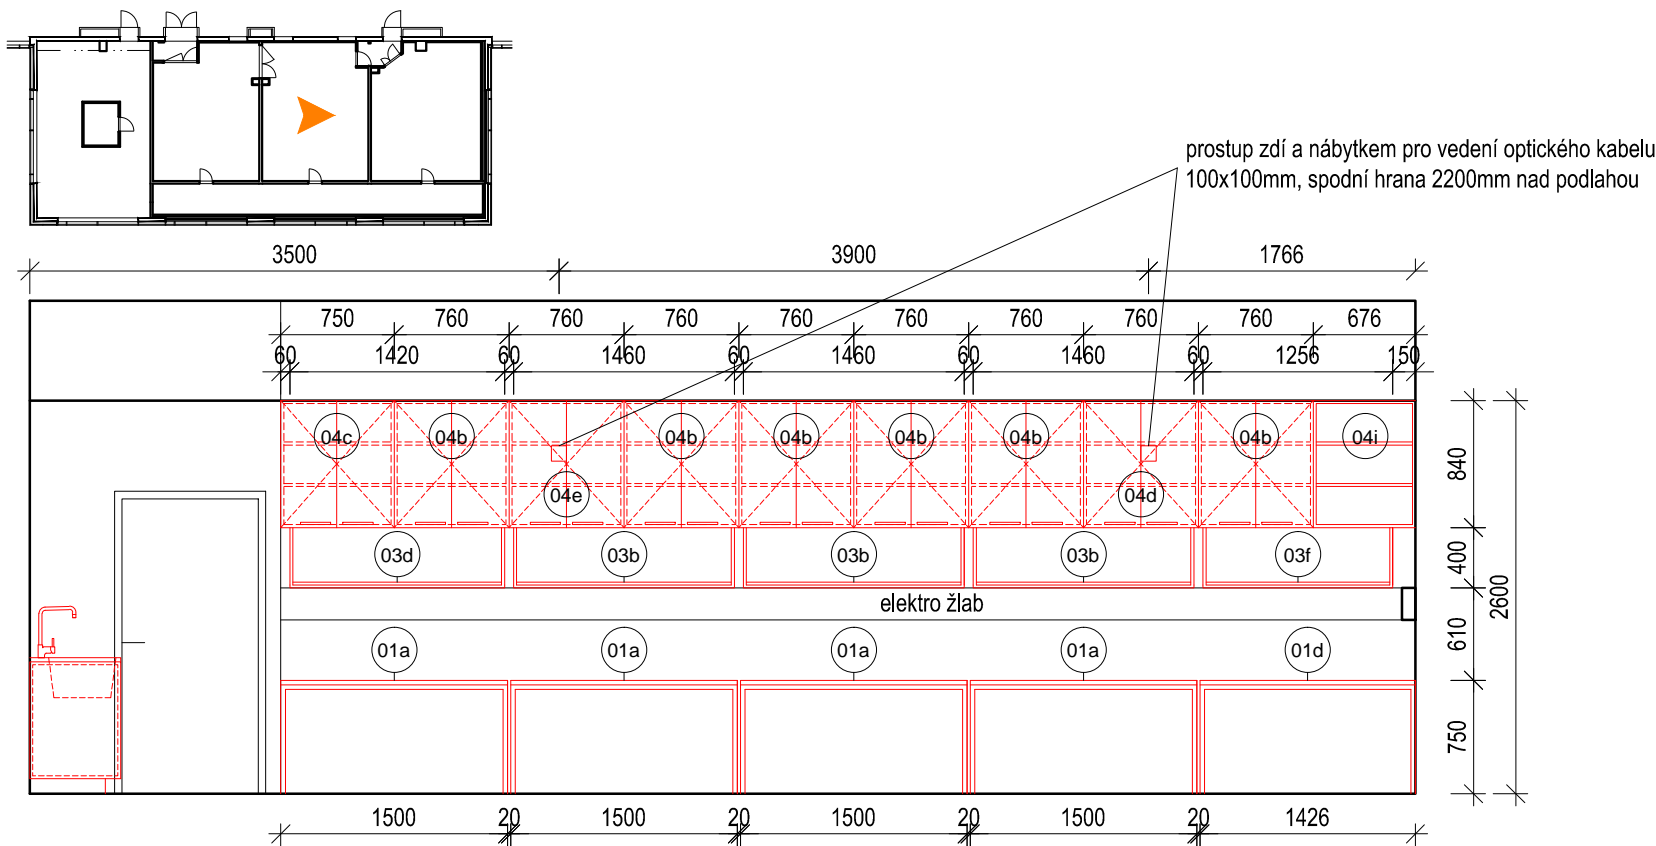 prostup zdí a nábytkem pro vedení optického kabelu
100x100mm, spodní hrana 2200mm nad podlahou
3500 3900 1766
750 760 760 760 760 760 760 760 760 676
60 1420 60 1460 60 1460 60 1460 60 1256 150
04c 04b 04b 04b 04b 04b 04b 04i
04e 04d
840
03d 03b 03b 03b 03f
400
elektro žlab
2600
610
01a 01a 01a 01a 01d
750
1500 20 1500 20 1500 20 1500 20 1426